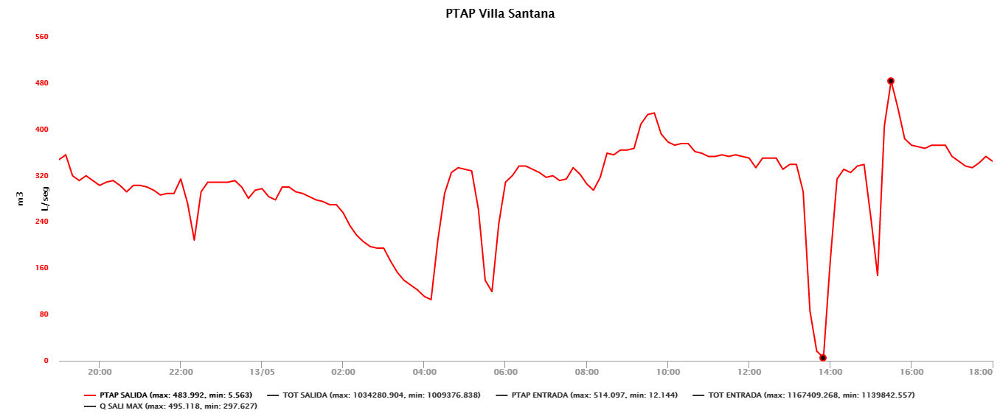 PTAP Villa Santana
560
480
400
320
240
160
80
0
m3
L/seg
20:00 22:00 13/05 02:00 04:00 06:00 08:00 10:00 12:00 14:00 16:00 18:00
PTAP SALIDA (max: 483.992, min: 5.563) TOT SALIDA (max: 1034280.904, min: 1009376.838) PTAP ENTRADA (max: 514.097, min: 12.144) TOT ENTRADA (max: 1167409.268, min: 1139842.557)
Q SALI MAX (max: 495.118, min: 297.627)